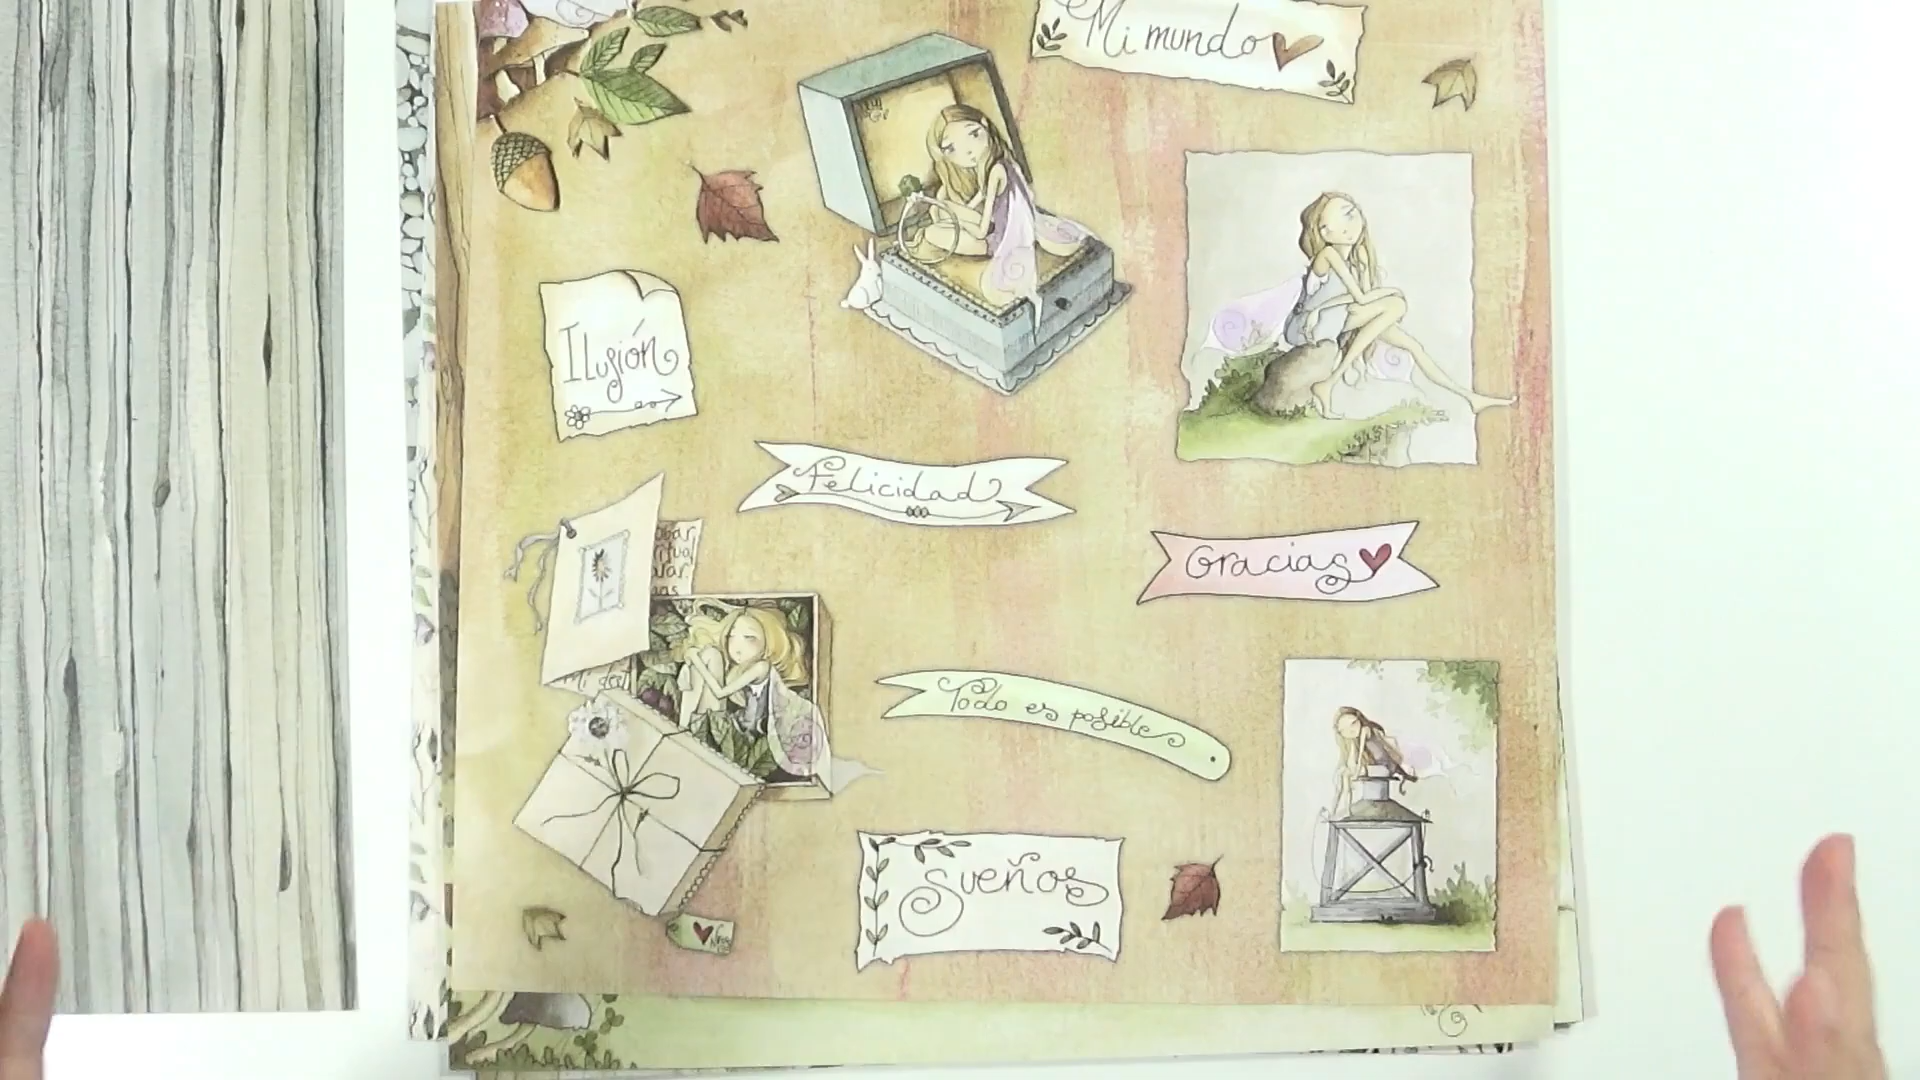 Mi mundo
Ilusión
Felicidad
Gracias
Todo es posible
Sueños